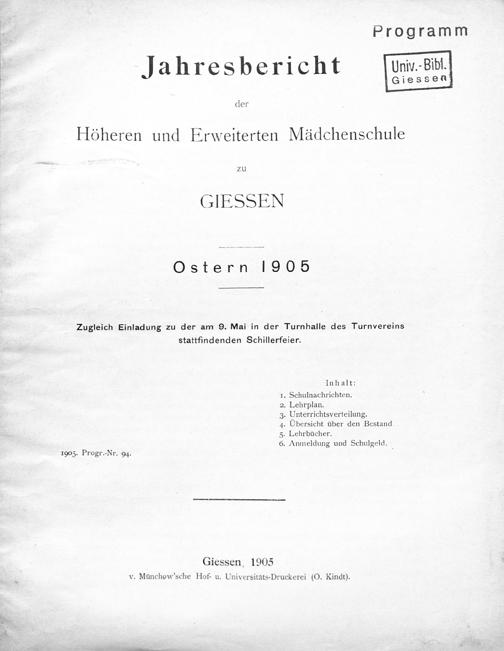 Programm
Univ.-Bibl.
Giessen
Jahresbericht
der
Höheren und Erweiterten Mädchenschule
zu
GIESSEN
Ostern 1905
Zugleich Einladung zu der am 9. Mai in der Turnhalle des Turnvereins
stattfindenden Schillerfeier.
Inhalt:
1. Schulnachrichten.
2. Lehrplan.
3. Unterrichtsverteilung.
4. Übersicht über den Bestand
5. Lehrbücher.
6. Anmeldung und Schulgeld.
1905. Progr.-Nr. 94.
Giessen, 1905
v. Münchow'sche Hof- u. Universitäts-Druckerei (O. Kindt).